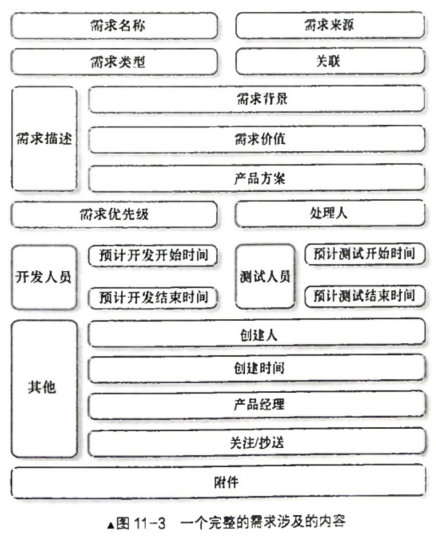 需求名称
需求来源
需求类型
关联
需求描述
需求背景
需求价值
产品方案
需求优先级
处理人
开发人员
预计开发开始时间
预计开发结束时间
测试人员
预计测试开始时间
预计测试结束时间
其他
创建人
创建时间
产品经理
关注/抄送
附件
▲图 11-3 一个完整的需求涉及的内容